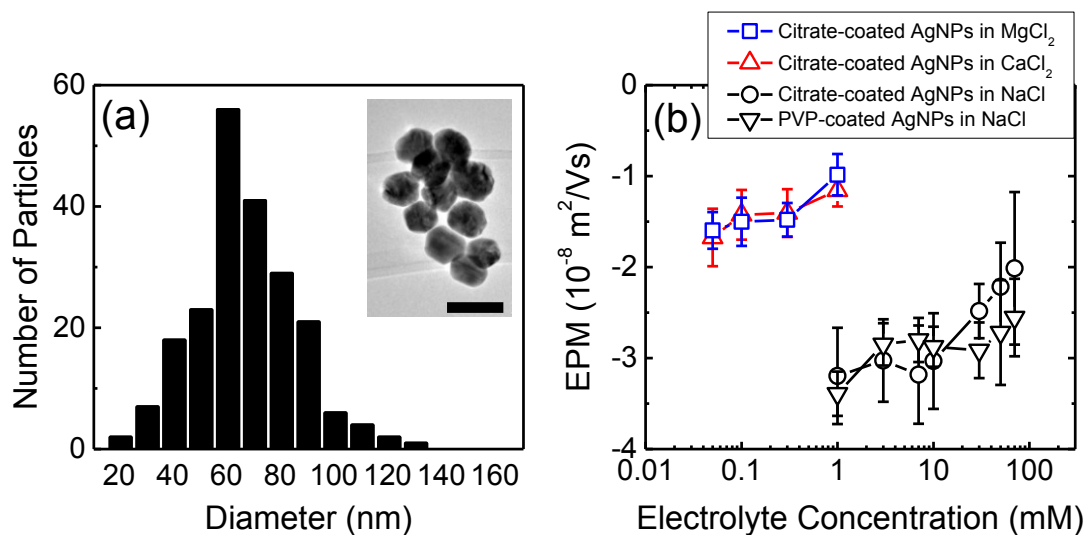 (a)
Number of Particles
60
40
20
0
20 40 60 80 100 120 140 160
Diameter (nm)
Citrate-coated AgNPs in MgCl₂
Citrate-coated AgNPs in CaCl₂
Citrate-coated AgNPs in NaCl
PVP-coated AgNPs in NaCl
(b)
EPM (10⁻⁸ m²/Vs)
-0
-1
-2
-3
-4
0.01 0.1 1 10 100
Electrolyte Concentration (mM)